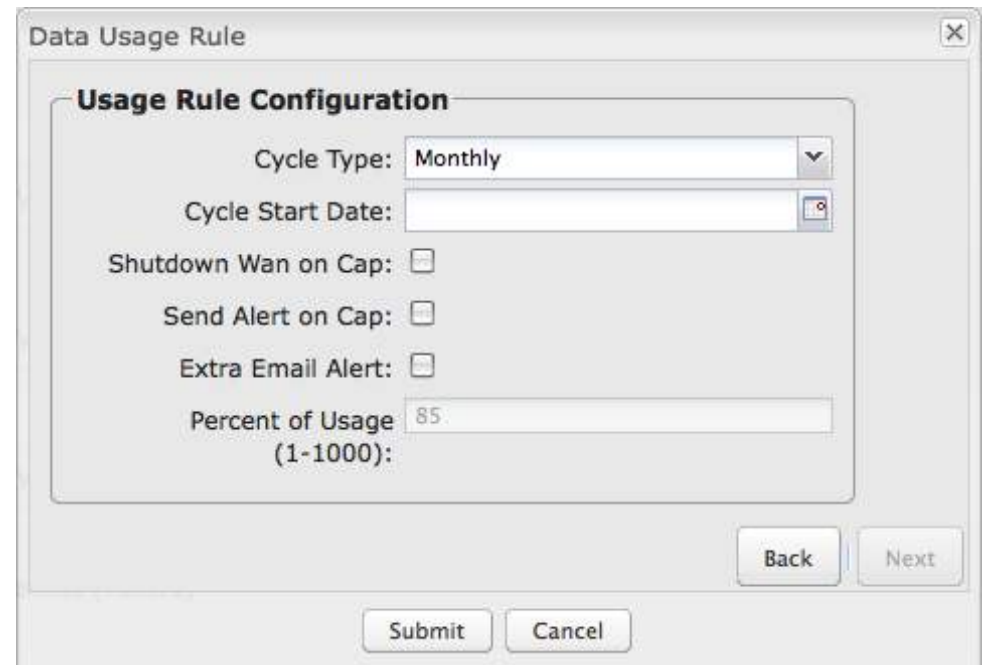 Data Usage Rule
Usage Rule Configuration
Cycle Type: Monthly
Cycle Start Date:
Shutdown Wan on Cap:
Send Alert on Cap:
Extra Email Alert:
Percent of Usage 85
(1-1000):
Back Next
Submit Cancel